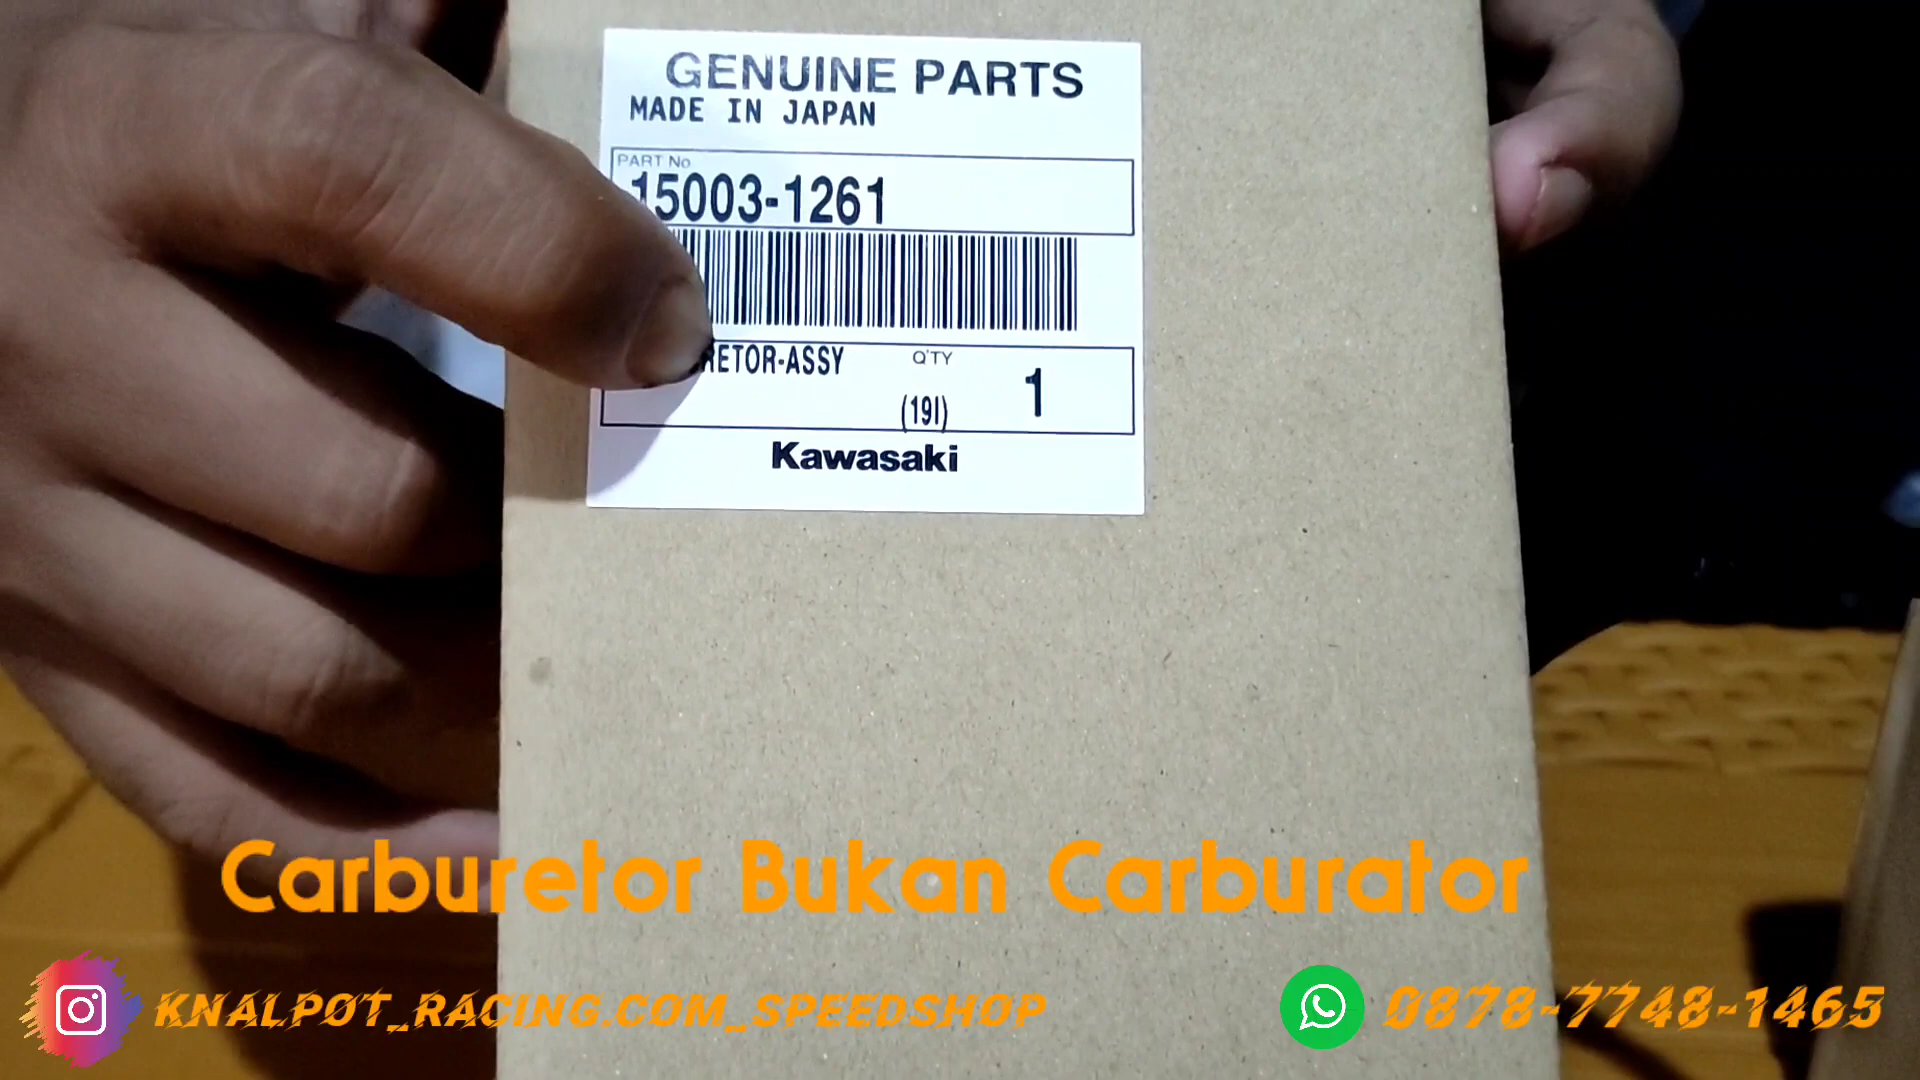 GENUINE PARTS
MADE IN JAPAN
PART No
15003-1261
RETOR-ASSY
Q'TY
1
(19I)
Kawasaki
Carburetor Bukan Carburator
KNALPOT_RACING.COM_SPEEDSHOP
0878-7748-1465